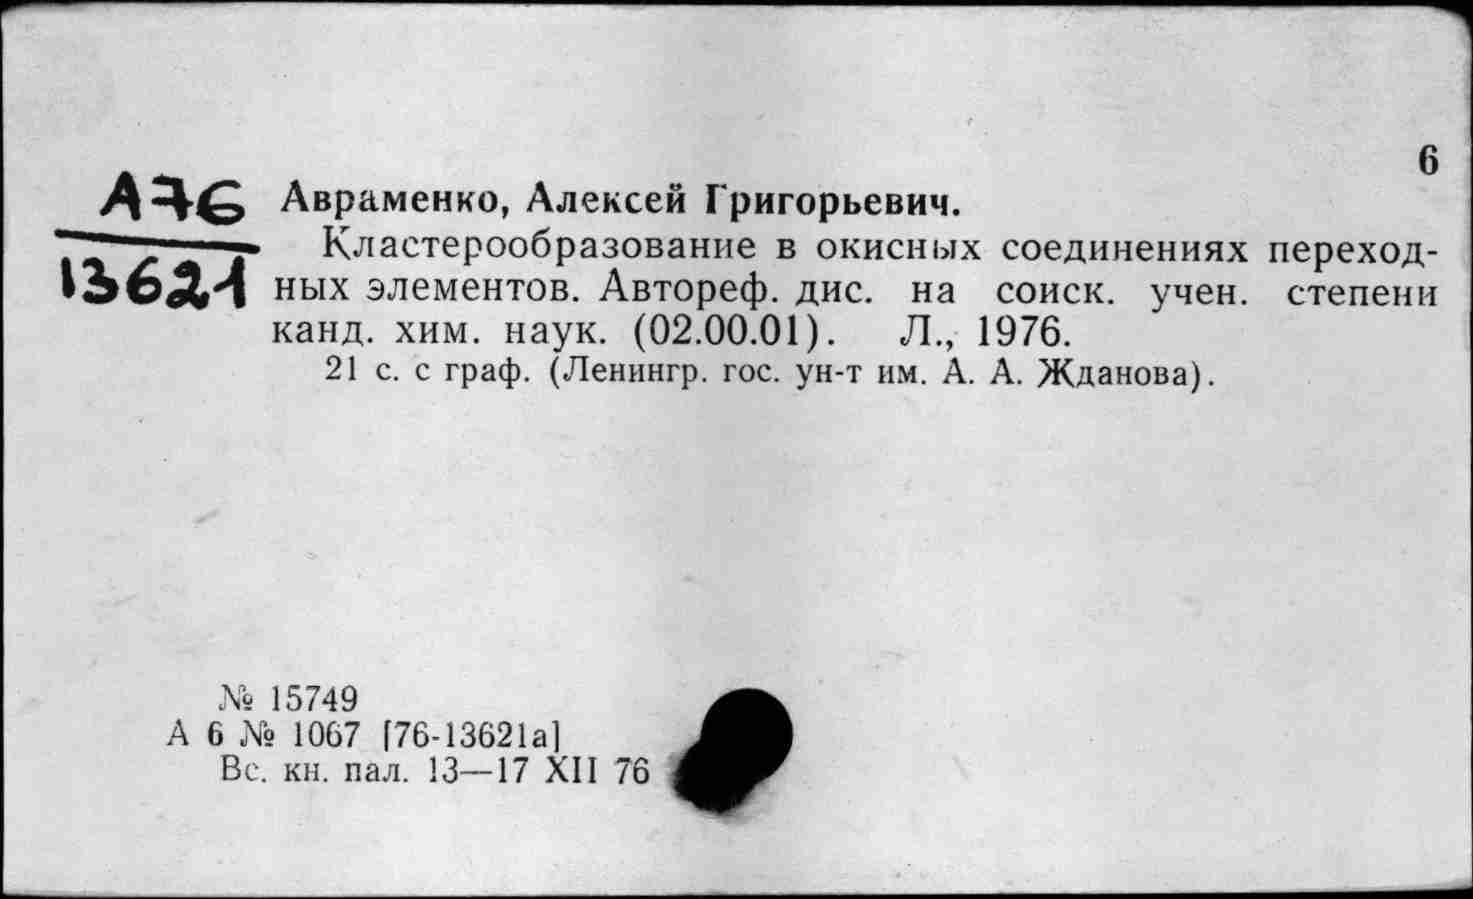 6
А76 Авраменко, Алексей Григорьевич.
Кластерообразование в окисных соединениях переход-
13621 ных элементов. Автореф. дис. на соиск. учен. степени
канд. хим. наук. (02.00.01). Л., 1976.
21 с. с граф. (Ленингр. гос. ун-т им. А. А. Жданова).
№ 15749
А 6 № 1067 [76-13621а]
Вс. кн. пал. 13—17 XII 76